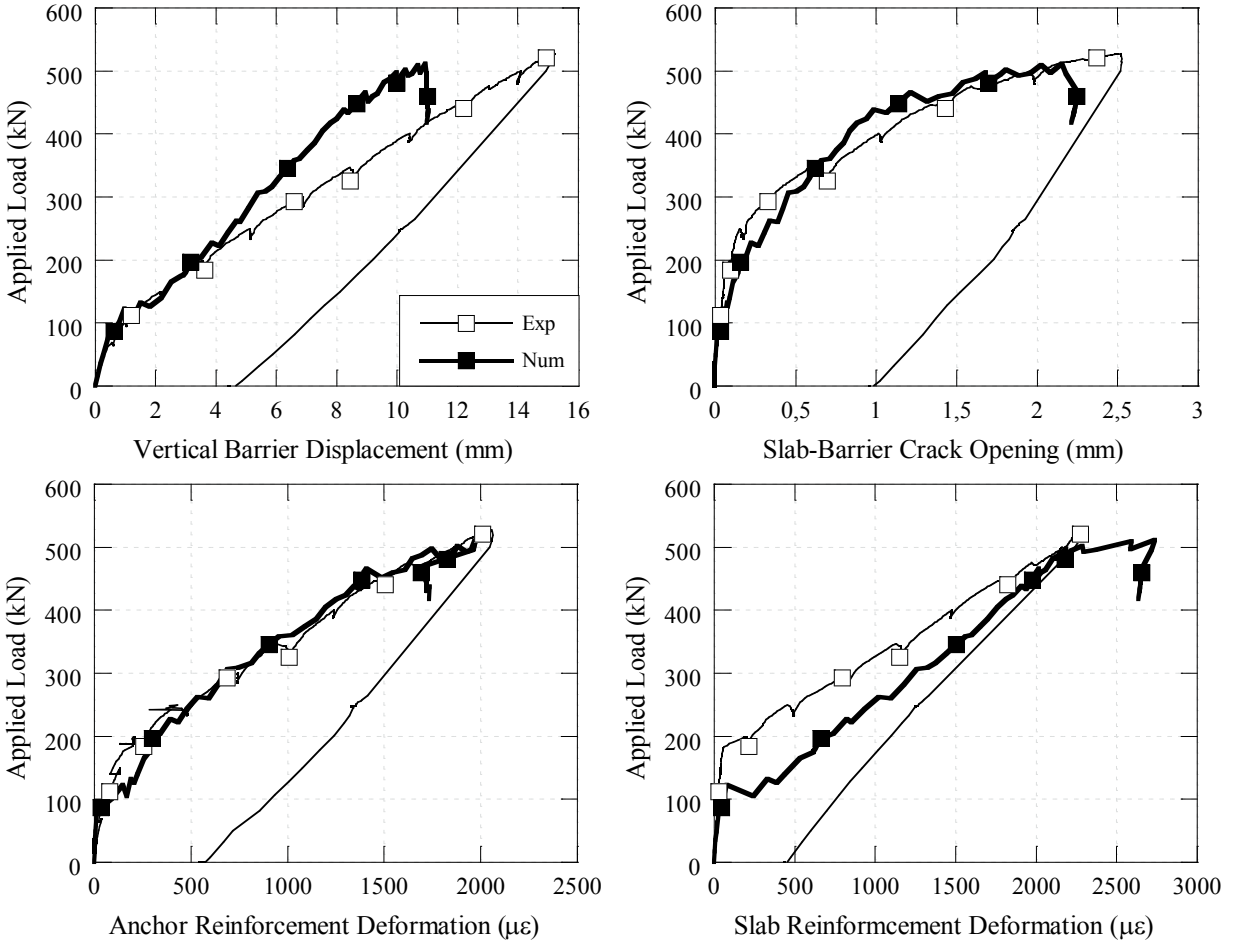 600
500
400
300
200
100
0
Applied Load (kN)
0 2 4 6 8 10 12 14 16
Vertical Barrier Displacement (mm)
Exp
Num
600
500
400
300
200
100
0
Applied Load (kN)
0 0,5 1 1,5 2 2,5 3
Slab-Barrier Crack Opening (mm)
600
500
400
300
200
100
0
Applied Load (kN)
0 500 1000 1500 2000 2500
Anchor Reinforcement Deformation (με)
600
500
400
300
200
100
0
Applied Load (kN)
0 500 1000 1500 2000 2500 3000
Slab Reinformcement Deformation (με)